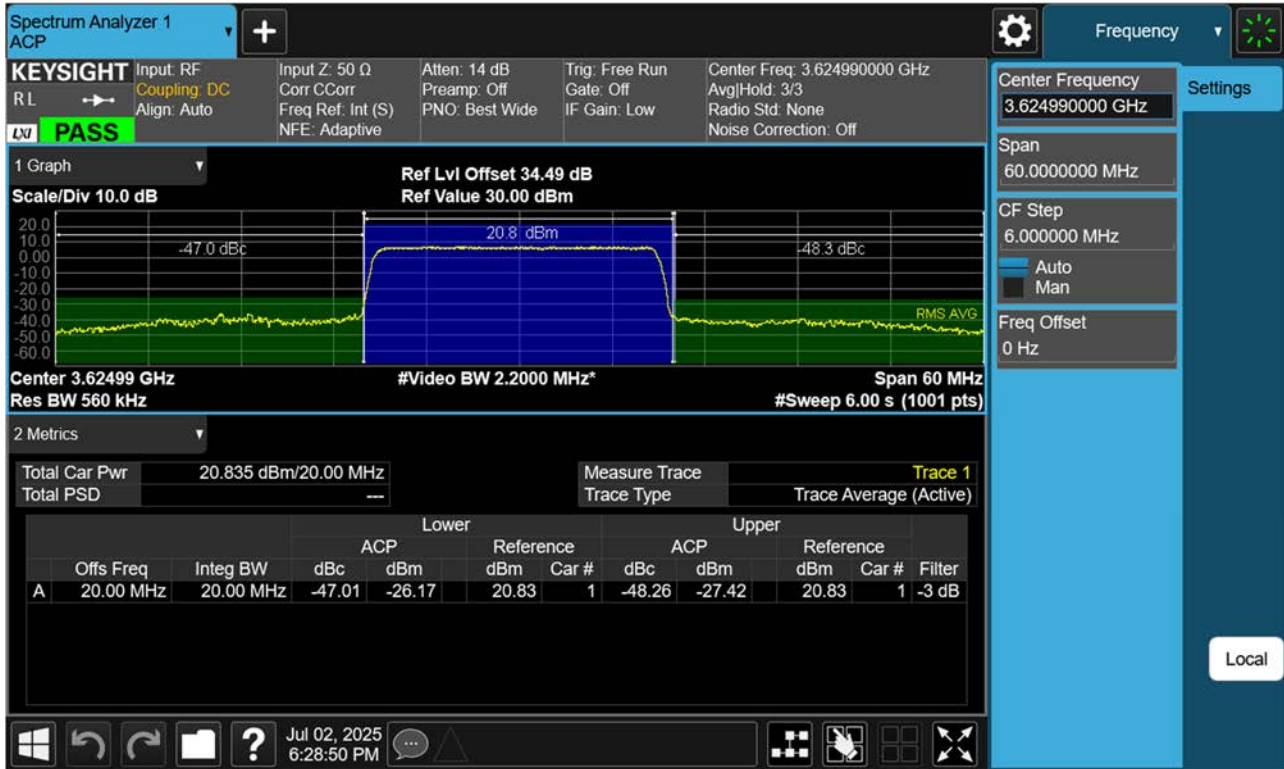 Spectrum Analyzer 1
ACP
+
Frequency
KEYSIGHT
RL
LXI
PASS
Input: RF
Coupling: DC
Align: Auto
Input Z: 50 Ω
Corr CCorr
Freq Ref: Int (S)
NFE: Adaptive
Atten: 14 dB
Preamp: Off
PNO: Best Wide
Trig: Free Run
Gate: Off
IF Gain: Low
Center Freq: 3.624990000 GHz
Avg|Hold: 3/3
Radio Std: None
Noise Correction: Off
Center Frequency
3.624990000 GHz
Settings
Span
60.0000000 MHz
CF Step
6.000000 MHz
Auto
Man
Freq Offset
0 Hz
1 Graph
Scale/Div 10.0 dB
Ref Lvl Offset 34.49 dB
Ref Value 30.00 dBm
20.0
10.0
0.00
-10.0
-20.0
-30.0
-40.0
-50.0
-60.0
-47.0 dBc
20.8 dBm
-48.3 dBc
RMS AVG
Center 3.62499 GHz
#Video BW 2.2000 MHz*
Span 60 MHz
Res BW 560 kHz
#Sweep 6.00 s (1001 pts)
2 Metrics
Total Car Pwr 20.835 dBm/20.00 MHz
Total PSD ---
Measure Trace Trace 1
Trace Type Trace Average (Active)
Lower Upper
ACP Reference ACP Reference
Offs Freq Integ BW dBc dBm dBm Car # dBc dBm dBm Car # Filter
A 20.00 MHz 20.00 MHz -47.01 -26.17 20.83 1 -48.26 -27.42 20.83 1 -3 dB
Local
?
Jul 02, 2025
6:28:50 PM